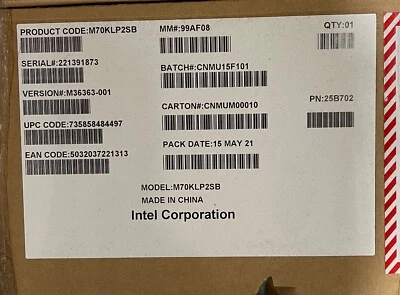 PRODUCT CODE:M70KLP2SB
MM#:99AF08
QTY:01
SERIAL#:221391873
BATCH#:CNMU15F101
VERSION#:M36363-001
CARTON#:CNMUM00010
PN:25B702
UPC CODE:735858484497
EAN CODE:5032037221313
PACK DATE:15 MAY 21
MODEL:M70KLP2SB
MADE IN CHINA
Intel Corporation